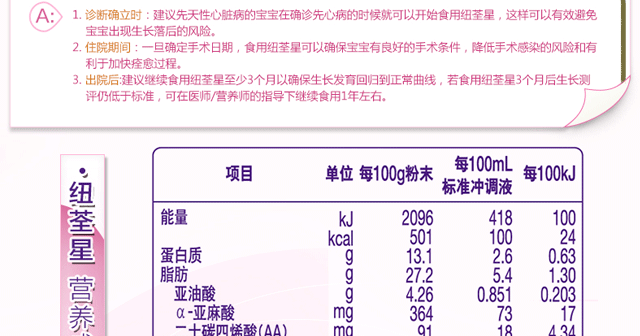 A:
1. 诊断确立时：建议先天性心脏病的宝宝在确诊先心病的时候就可以开始食用纽荃星，这样可以有效避免
宝宝出现生长落后的风险。
2. 住院期间：一旦确定手术日期，食用纽荃星可以确保宝宝有良好的手术条件，降低手术感染的风险和有
利于加快痊愈过程。
3. 出院后:建议继续食用纽荃星至少3个月以确保生长发育回归到正常曲线，若食用纽荃星3个月后生长测
评仍低于标准，可在医师/营养师的指导下继续食用1年左右。
·纽荃星 营养
项目 单位 每100g粉末 每100mL标准冲调液 每100kJ
能量 kJ 2096 418 100
kcal 501 100 24
蛋白质 g 13.1 2.6 0.63
脂肪 g 27.2 5.4 1.30
亚油酸 g 4.26 0.851 0.203
α-亚麻酸 mg 364 73 17
二十碳四烯酸(AA) mg 91 18 4.34